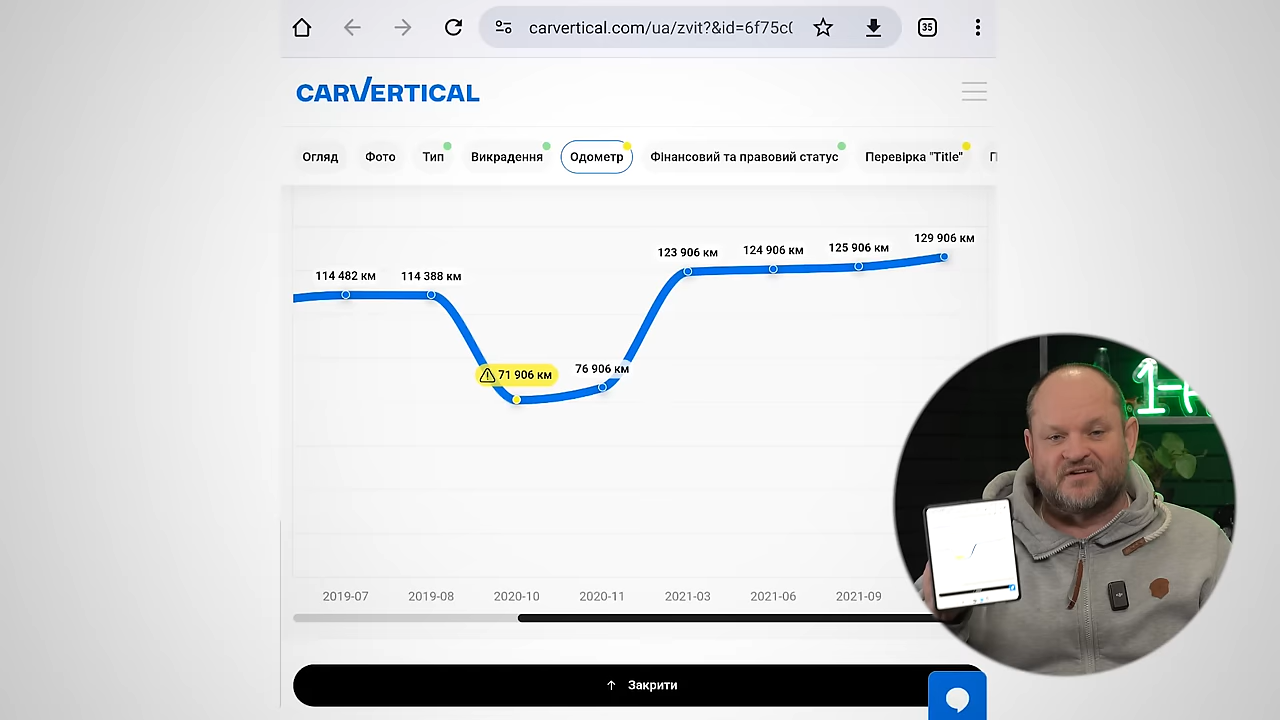 carvertical.com/ua/zvit?&id=6f75c0
35
CARVERTICAL
Огляд
Фото
Тип
Викрадення
Одометр
Фінансовий та правовий статус
Перевірка "Title"
114 482 км
114 388 км
71 906 км
76 906 км
123 906 км
124 906 км
125 906 км
129 906 км
2019-07
2019-08
2020-10
2020-11
2021-03
2021-06
2021-09
↑ Закрити